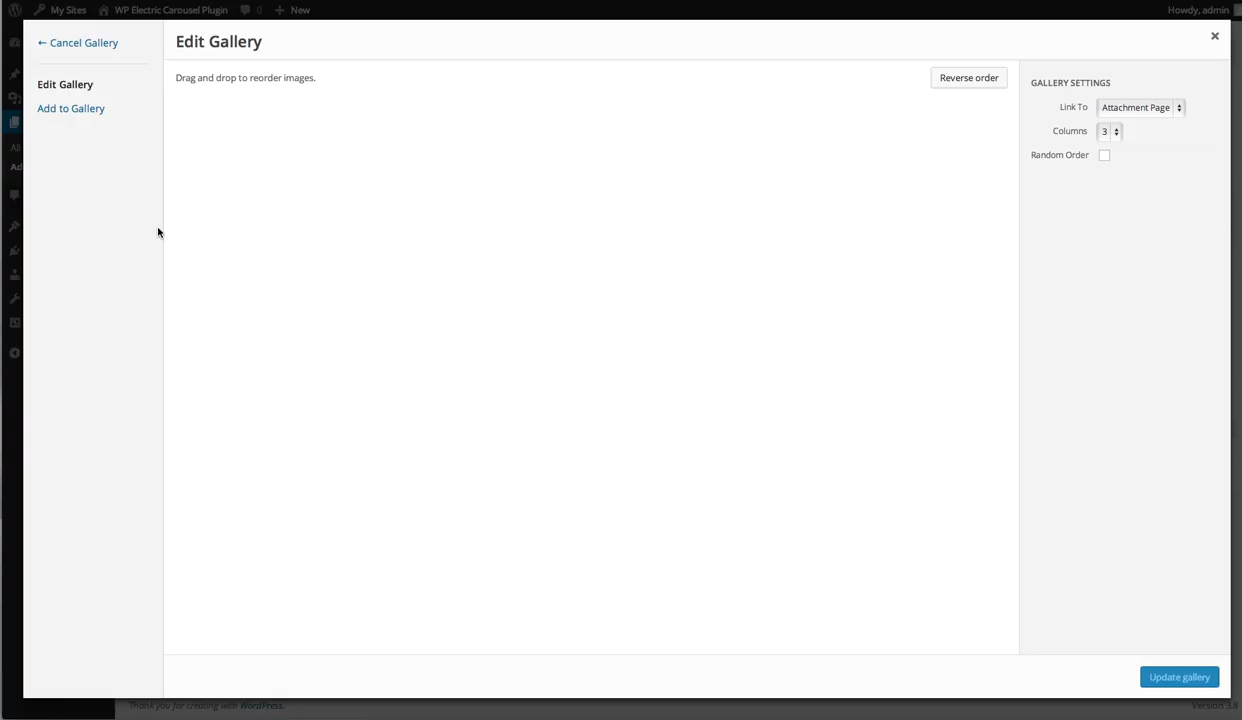 My Sites WP Electric Carousel Plugin 0 New Howdy, admin
← Cancel Gallery
Edit Gallery
Add to Gallery
Edit Gallery
Drag and drop to reorder images.
Reverse order
GALLERY SETTINGS
Link To Attachment Page
Columns 3
Random Order
Update gallery
All
Ad
Thank you for creating with WordPress.
Version 3.8